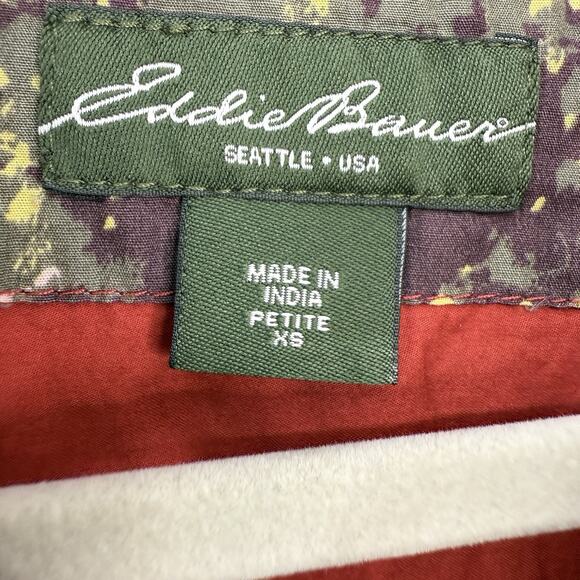 Eddie Bauer®
SEATTLE • USA
MADE IN
INDIA
PETITE
XS